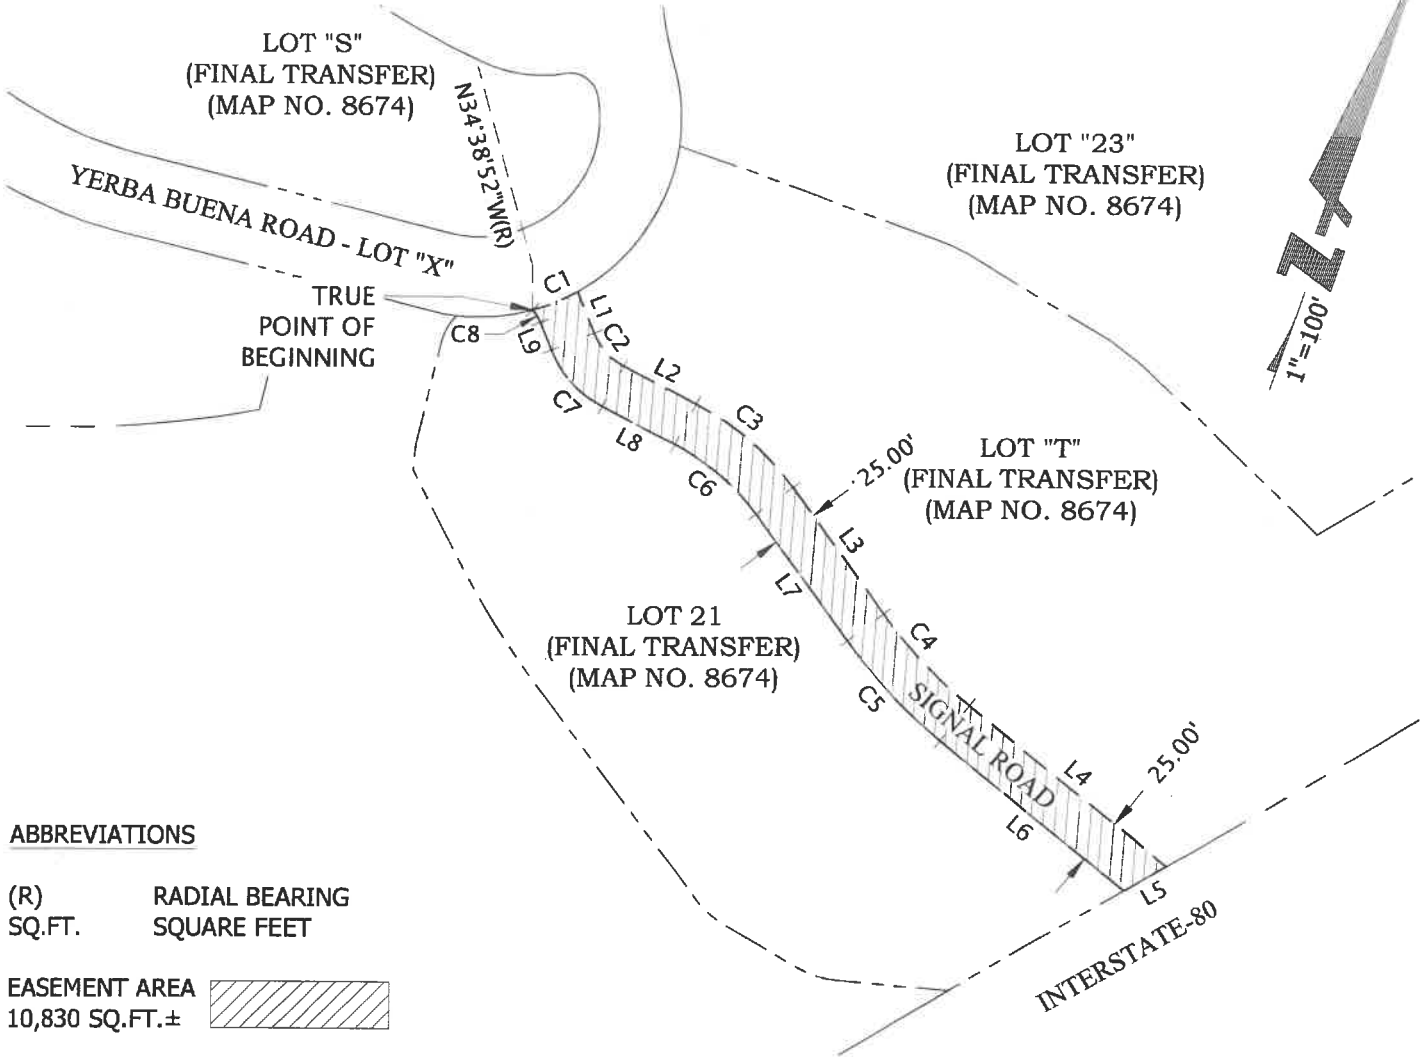 LOT "S"
(FINAL TRANSFER)
(MAP NO. 8674)
N34°38'52"W(R)
YERBA BUENA ROAD - LOT "X"
LOT "23"
(FINAL TRANSFER)
(MAP NO. 8674)
N
1"=100'
TRUE
POINT OF
BEGINNING
C8
L9
C1
L1
C2
L2
C7
L8
C3
C6
25.00'
LOT "T"
(FINAL TRANSFER)
(MAP NO. 8674)
L3
L7
LOT 21
(FINAL TRANSFER)
(MAP NO. 8674)
C4
C5
SIGNAL ROAD
L4
25.00'
L6
L5
INTERSTATE-80
ABBREVIATIONS
(R) RADIAL BEARING
SQ.FT. SQUARE FEET
EASEMENT AREA
10,830 SQ.FT.±